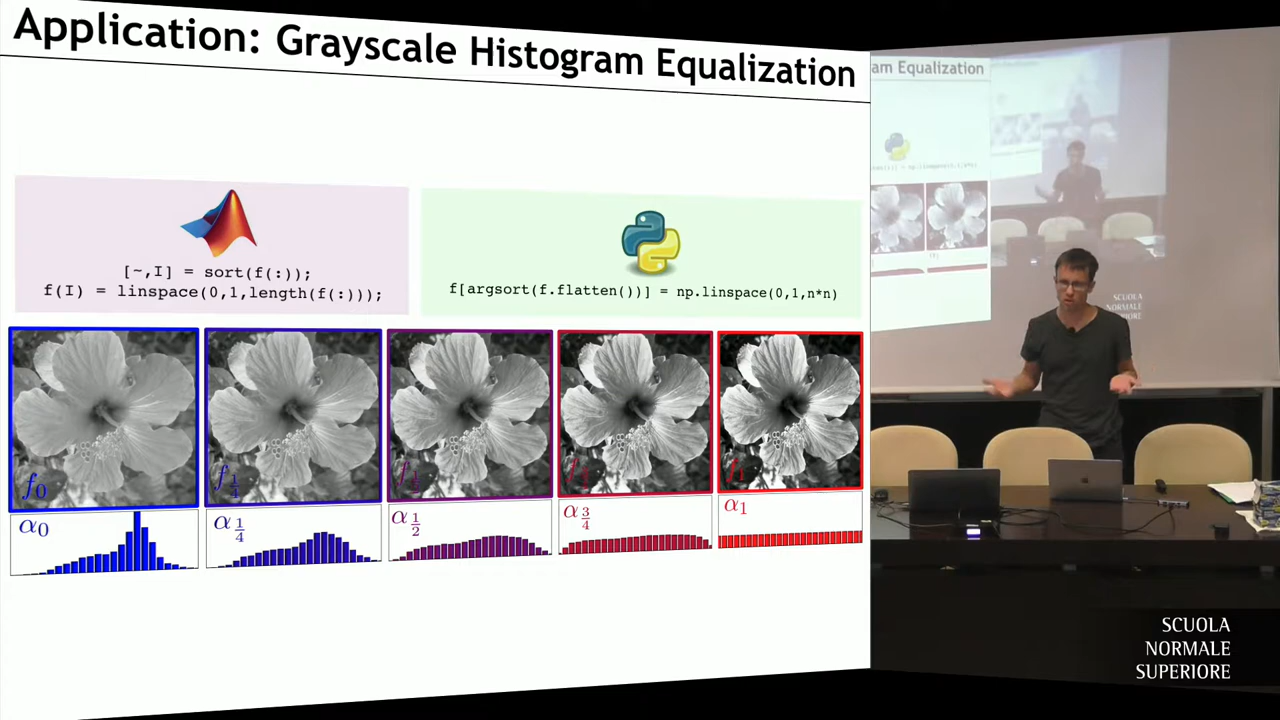 Application: Grayscale Histogram Equalization
[~,I] = sort(f(:));
f(I) = linspace(0,1,length(f(:)));
f[argsort(f.flatten())] = np.linspace(0,1,n*n)
f₀
f₁
α₀
α 1/4
α 1/2
α 3/4
α₁
am Equalization
SCUOLA
NORMALE
SUPERIORE